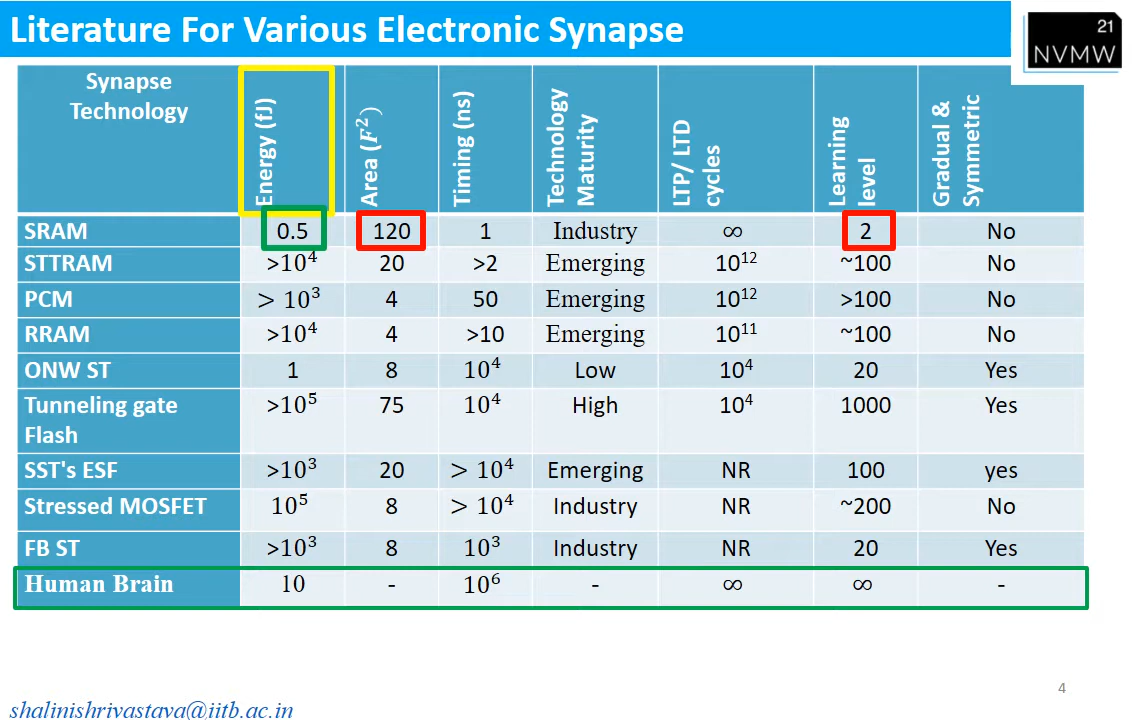 Literature For Various Electronic Synapse
21
NVMW
Synapse Technology | Energy (fJ) | Area (F²) | Timing (ns) | Technology Maturity | LTP/ LTD cycles | Learning level | Gradual & Symmetric
SRAM | 0.5 | 120 | 1 | Industry | ∞ | 2 | No
STTRAM | >10⁴ | 20 | >2 | Emerging | 10¹² | ~100 | No
PCM | > 10³ | 4 | 50 | Emerging | 10¹² | >100 | No
RRAM | >10⁴ | 4 | >10 | Emerging | 10¹¹ | ~100 | No
ONW ST | 1 | 8 | 10⁴ | Low | 10⁴ | 20 | Yes
Tunneling gate Flash | >10⁵ | 75 | 10⁴ | High | 10⁴ | 1000 | Yes
SST's ESF | >10³ | 20 | > 10⁴ | Emerging | NR | 100 | yes
Stressed MOSFET | 10⁵ | 8 | > 10⁴ | Industry | NR | ~200 | No
FB ST | >10³ | 8 | 10³ | Industry | NR | 20 | Yes
Human Brain | 10 | - | 10⁶ | - | ∞ | ∞ | -
4
shalinishrivastava@iitb.ac.in